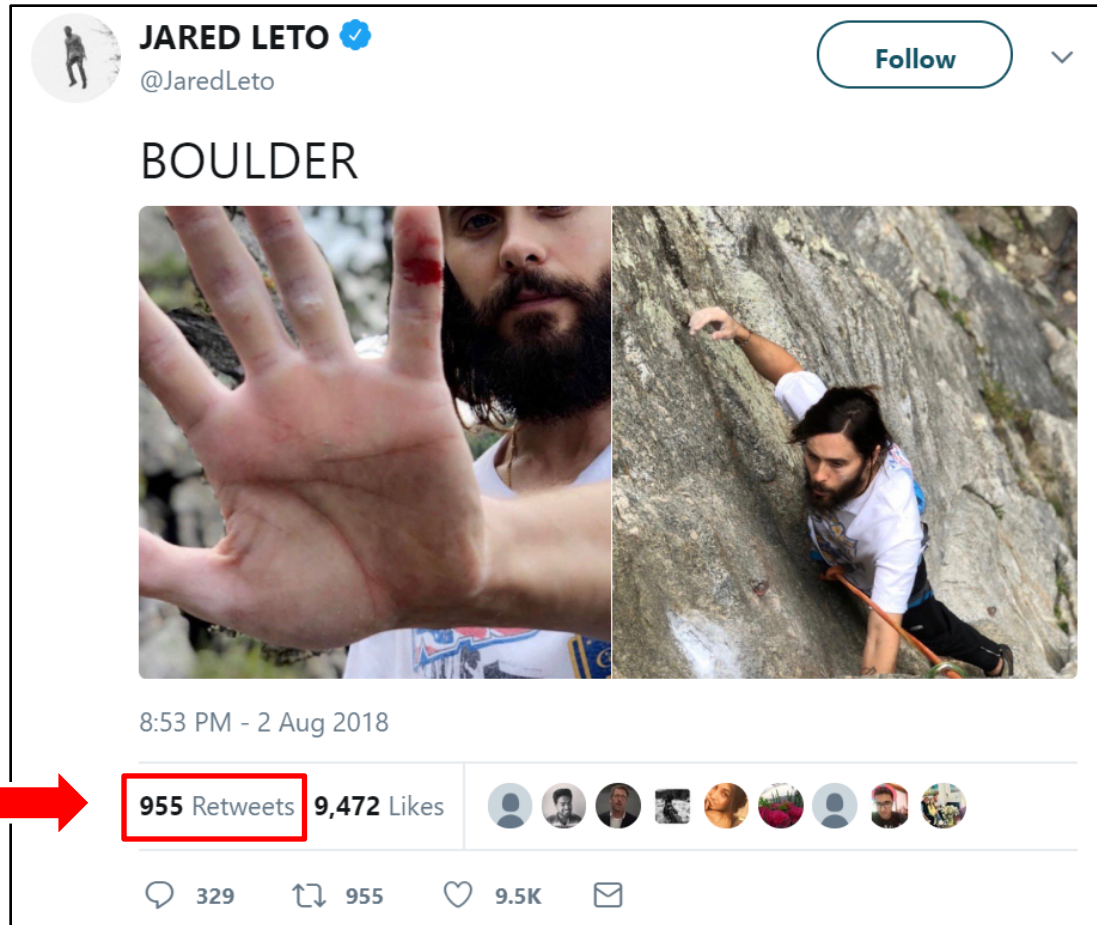 JARED LETO
@JaredLeto
Follow
BOULDER
8:53 PM - 2 Aug 2018
955 Retweets 9,472 Likes
329 955 9.5K